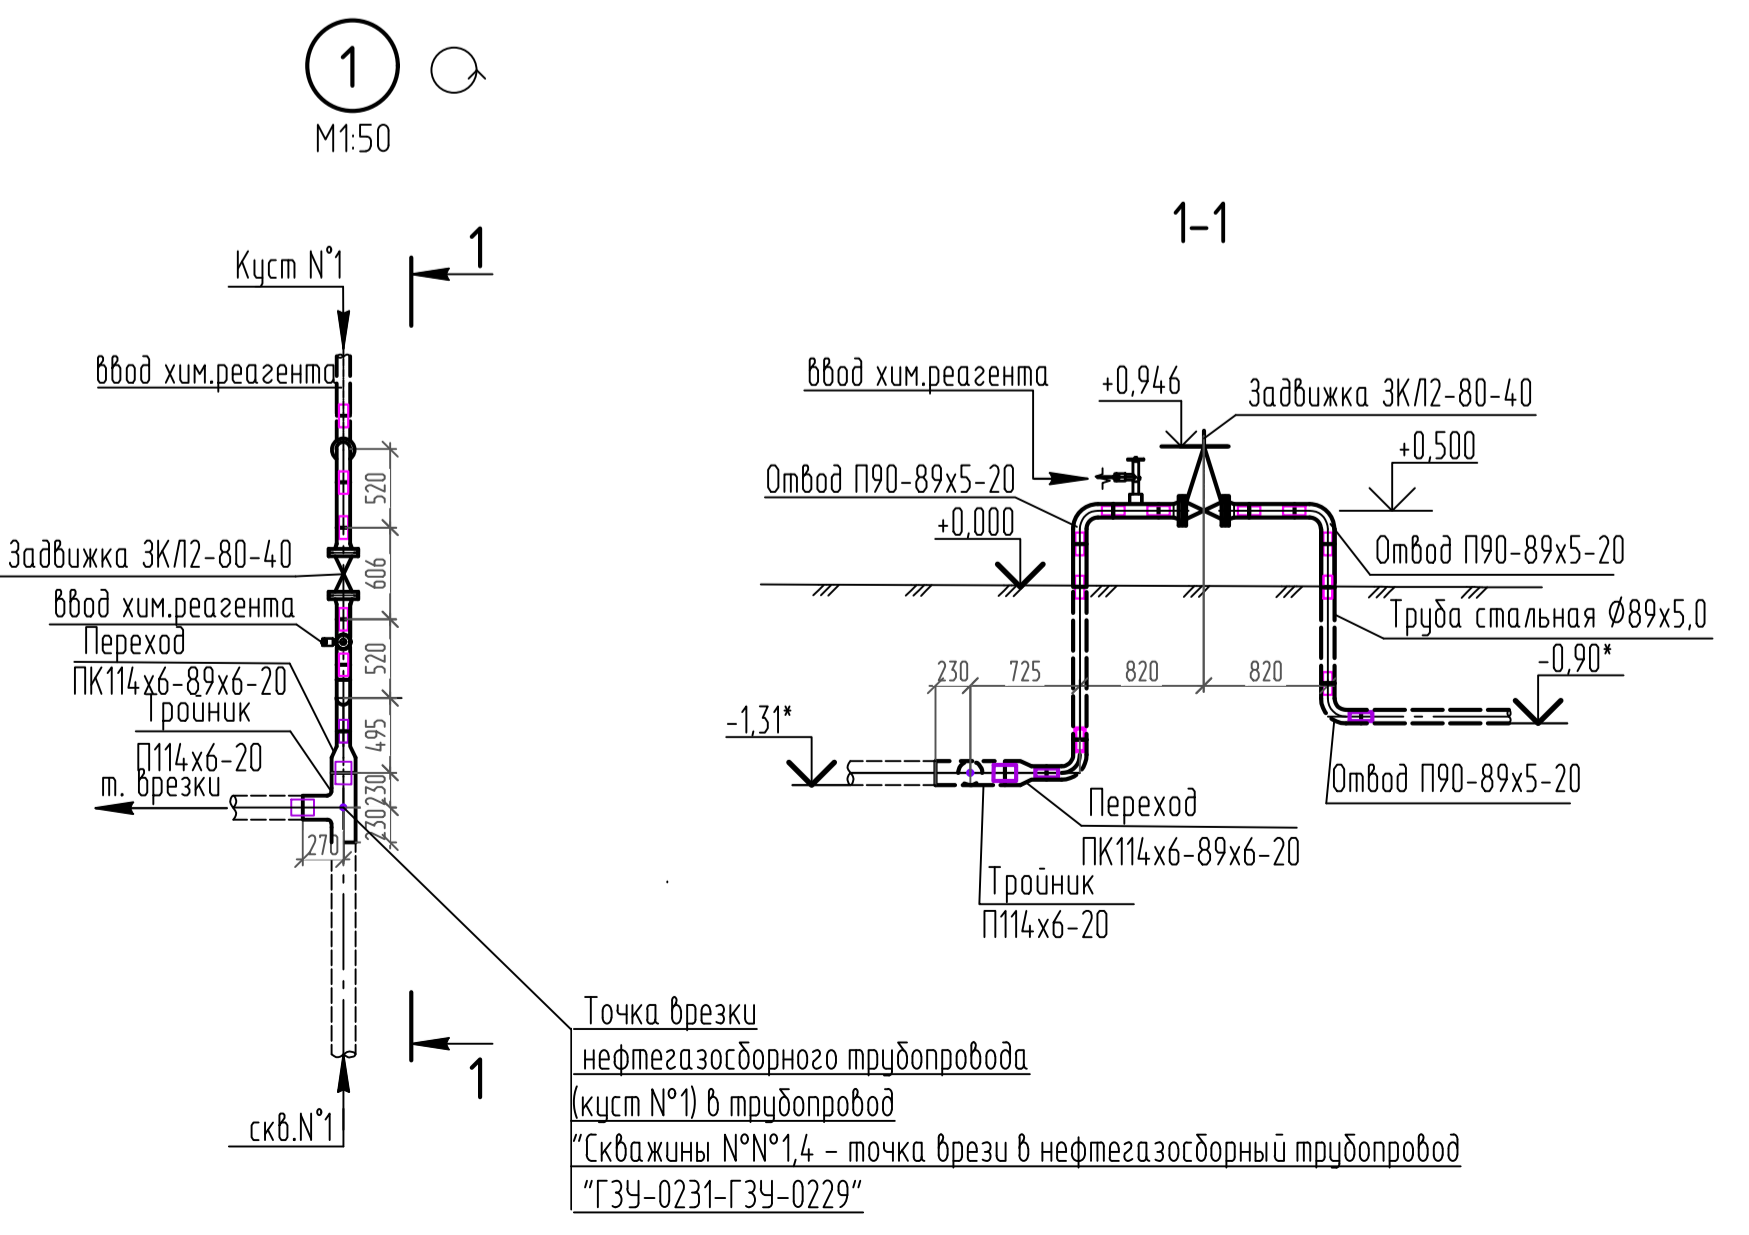 1
М1:50
1
Куст N°1
ввод хим.реагента
520
Задвижка ЗКЛ2-80-40
606
ввод хим.реагента
Переход
ПК114х6-89х6-20
520
Тройник
П114х6-20
495
т. врезки
230
230
270
1
скв.N°1
Точка врезки
нефтегазосборного трубопровода
(куст N°1) в трубопровод
"Скважины N°N°1,4 - точка врези в нефтегазосборный трубопровод
"ГЗУ-0231-ГЗУ-0229"
1-1
ввод хим.реагента
+0,946
Задвижка ЗКЛ2-80-40
+0,500
Отвод П90-89х5-20
+0,000
Отвод П90-89х5-20
Труба стальная Ø89х5,0
-0,90*
230
725
820
820
-1,31*
Отвод П90-89х5-20
Переход
ПК114х6-89х6-20
Тройник
П114х6-20